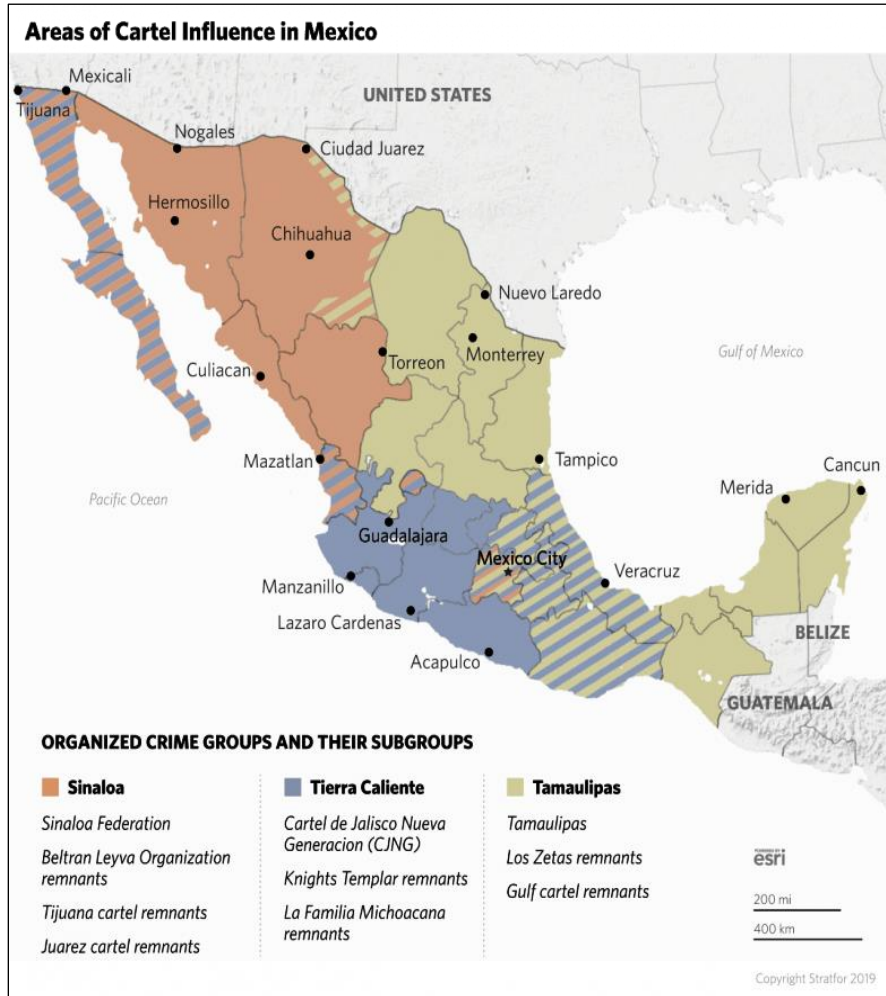 Areas of Cartel Influence in Mexico
Mexicali
Tijuana
UNITED STATES
Nogales
Ciudad Juarez
Hermosillo
Chihuahua
Nuevo Laredo
Monterrey
Gulf of Mexico
Torreon
Culiacan
Mazatlan
Tampico
Cancun
Merida
Pacific Ocean
Guadalajara
Mexico City
Veracruz
Manzanillo
Lazaro Cardenas
BELIZE
Acapulco
GUATEMALA
ORGANIZED CRIME GROUPS AND THEIR SUBGROUPS
Sinaloa
Sinaloa Federation
Beltran Leyva Organization
remnants
Tijuana cartel remnants
Juarez cartel remnants
Tierra Caliente
Cartel de Jalisco Nueva
Generacion (CJNG)
Knights Templar remnants
La Familia Michoacana
remnants
Tamaulipas
Tamaulipas
Los Zetas remnants
Gulf cartel remnants
POWERED BY
esri
200 mi
400 km
Copyright Stratfor 2019